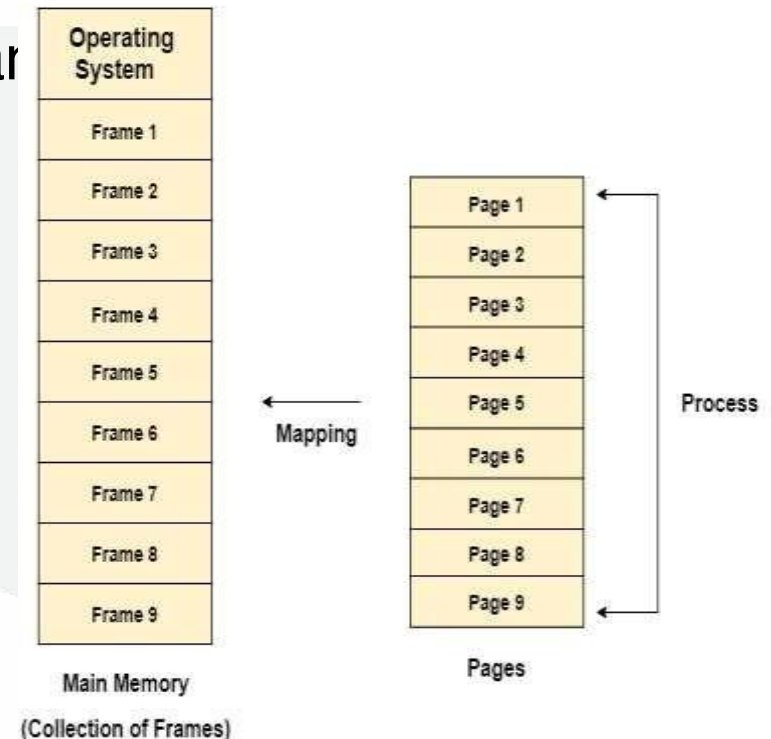 Operating
System
Frame 1
Frame 2
Frame 3
Frame 4
Frame 5
Frame 6
Frame 7
Frame 8
Frame 9
Main Memory
(Collection of Frames)
Mapping
Page 1
Page 2
Page 3
Page 4
Page 5
Page 6
Page 7
Page 8
Page 9
Pages
Process